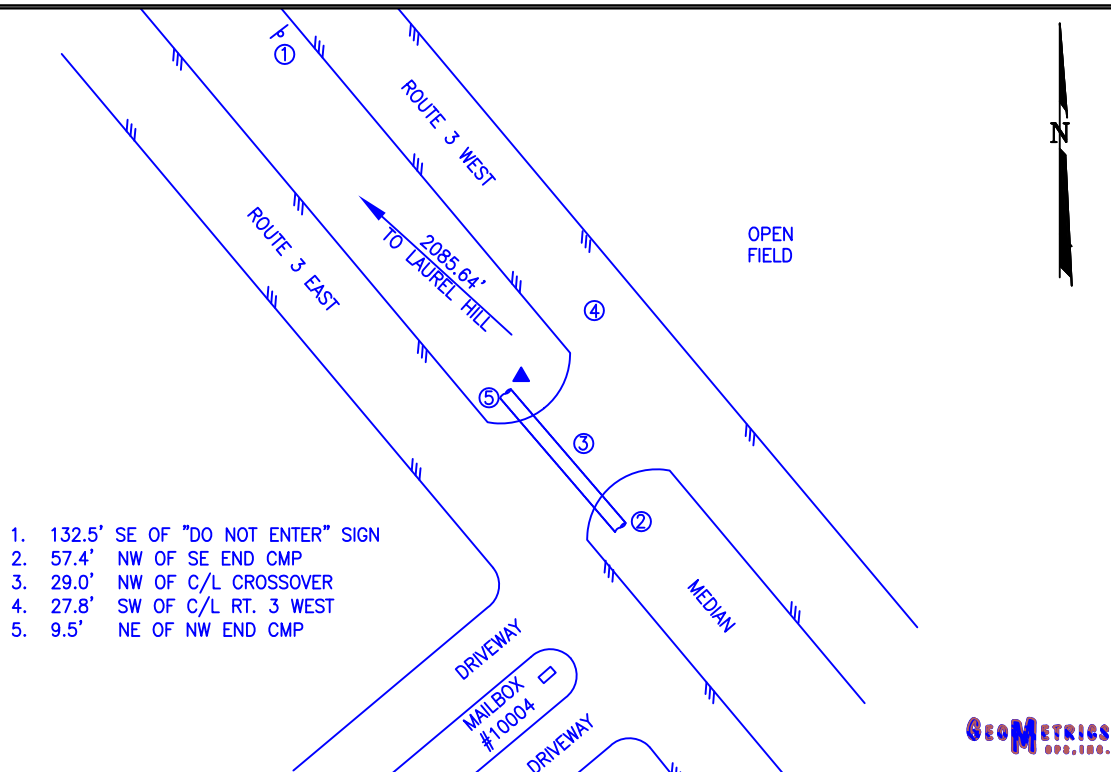 1
ROUTE 3 WEST
N
OPEN
FIELD
2085.64'
TO LAUREL HILL
ROUTE 3 EAST
4
5
3
2
1. 132.5' SE OF "DO NOT ENTER" SIGN
2. 57.4' NW OF SE END CMP
3. 29.0' NW OF C/L CROSSOVER
4. 27.8' SW OF C/L RT. 3 WEST
5. 9.5' NE OF NW END CMP
MEDIAN
DRIVEWAY
MAILBOX
#10004
DRIVEWAY
GEOMETRICS
GPS, INC.